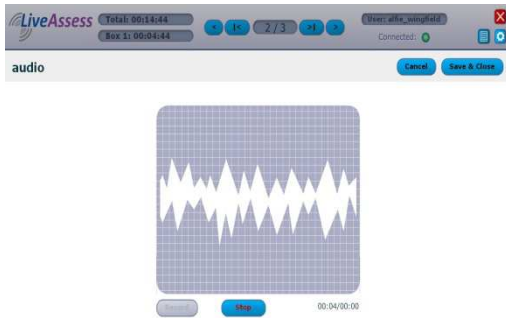 LiveAssess
Total: 00:14:44
Box 1: 00:04:44
2 / 3
User: alfie_wingfield
Connected:
audio
Cancel
Save & Close
Record
Stop
00:04/00:00